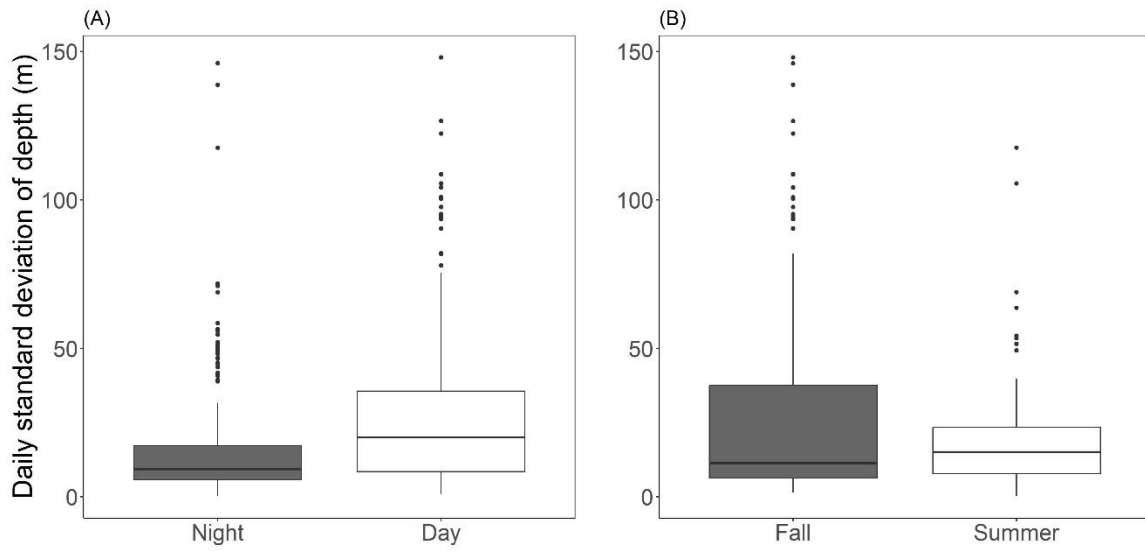 (A)
(B)
Daily standard deviation of depth (m)
150
100
50
0
150
100
50
0
Night
Day
Fall
Summer